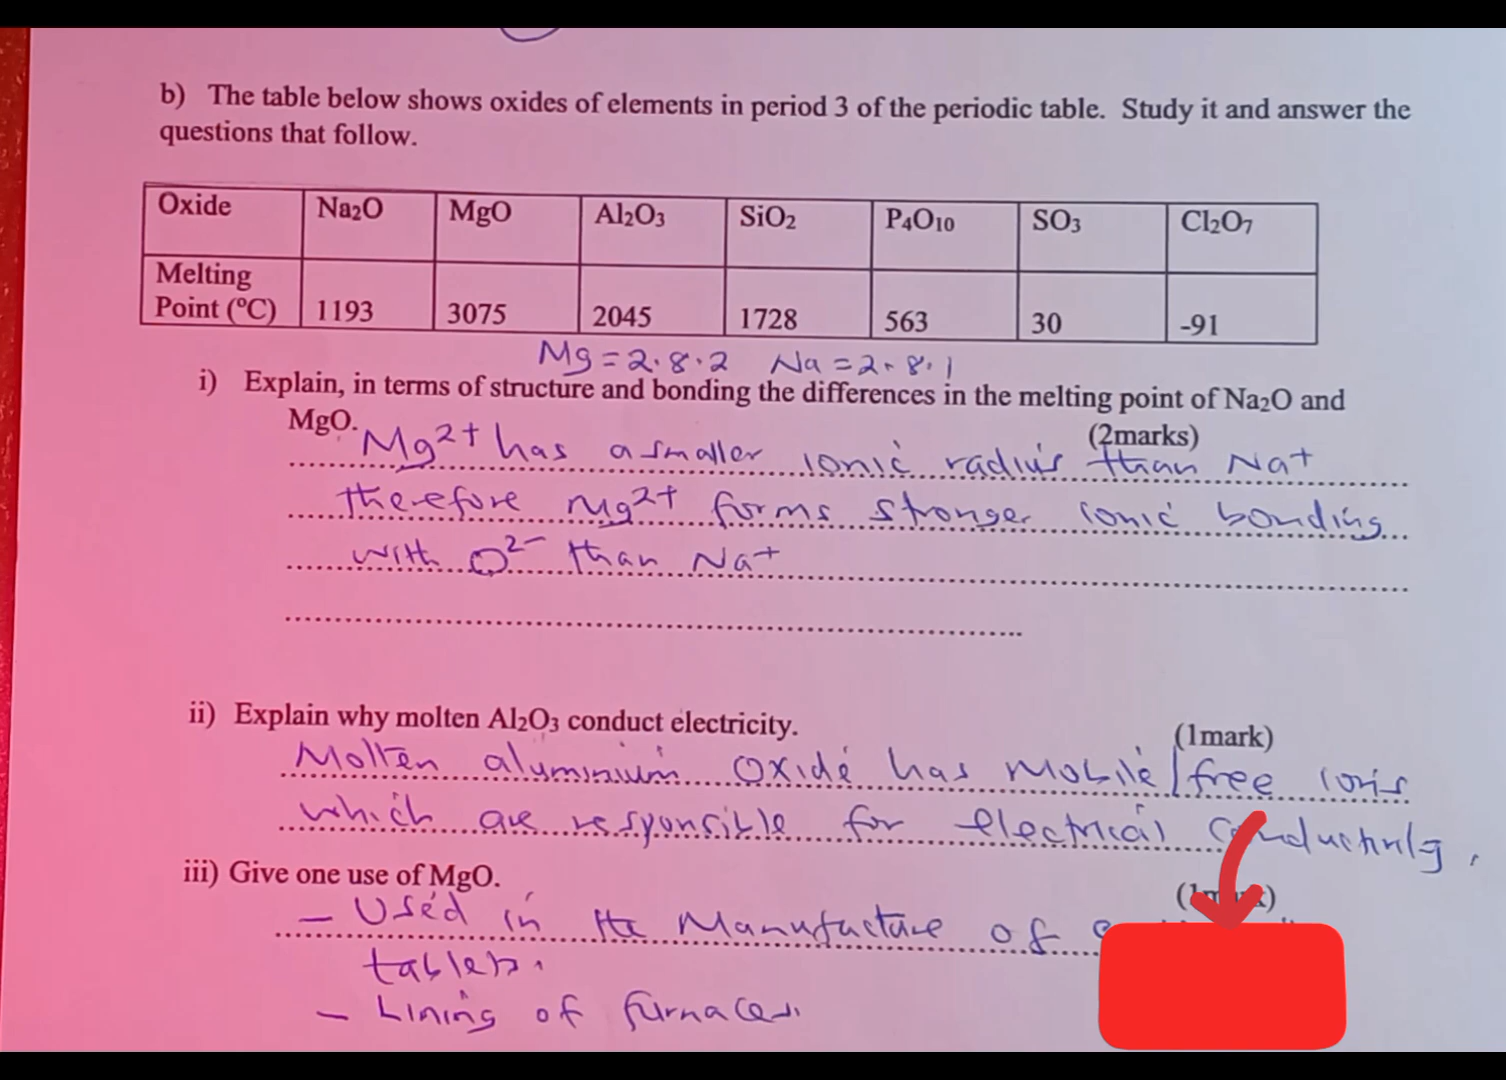 b) The table below shows oxides of elements in period 3 of the periodic table. Study it and answer the
questions that follow.
Oxide Na₂O MgO Al₂O₃ SiO₂ P₄O₁₀ SO₃ Cl₂O₇
Melting
Point (°C) 1193 3075 2045 1728 563 30 -91
Mg = 2.8.2 Na = 2.8.1
i) Explain, in terms of structure and bonding the differences in the melting point of Na₂O and
MgO. (2marks)
Mg²⁺ has a smaller ionic radius than Na⁺
therefore Mg²⁺ forms stronger ionic bonding
with O²⁻ than Na⁺
ii) Explain why molten Al₂O₃ conduct electricity. (1mark)
Molten aluminium oxide has mobile/free ions
which are responsible for electrical conductivity.
iii) Give one use of MgO.
- Used in the Manufacture of
tablets.
- Lining of furnaces.